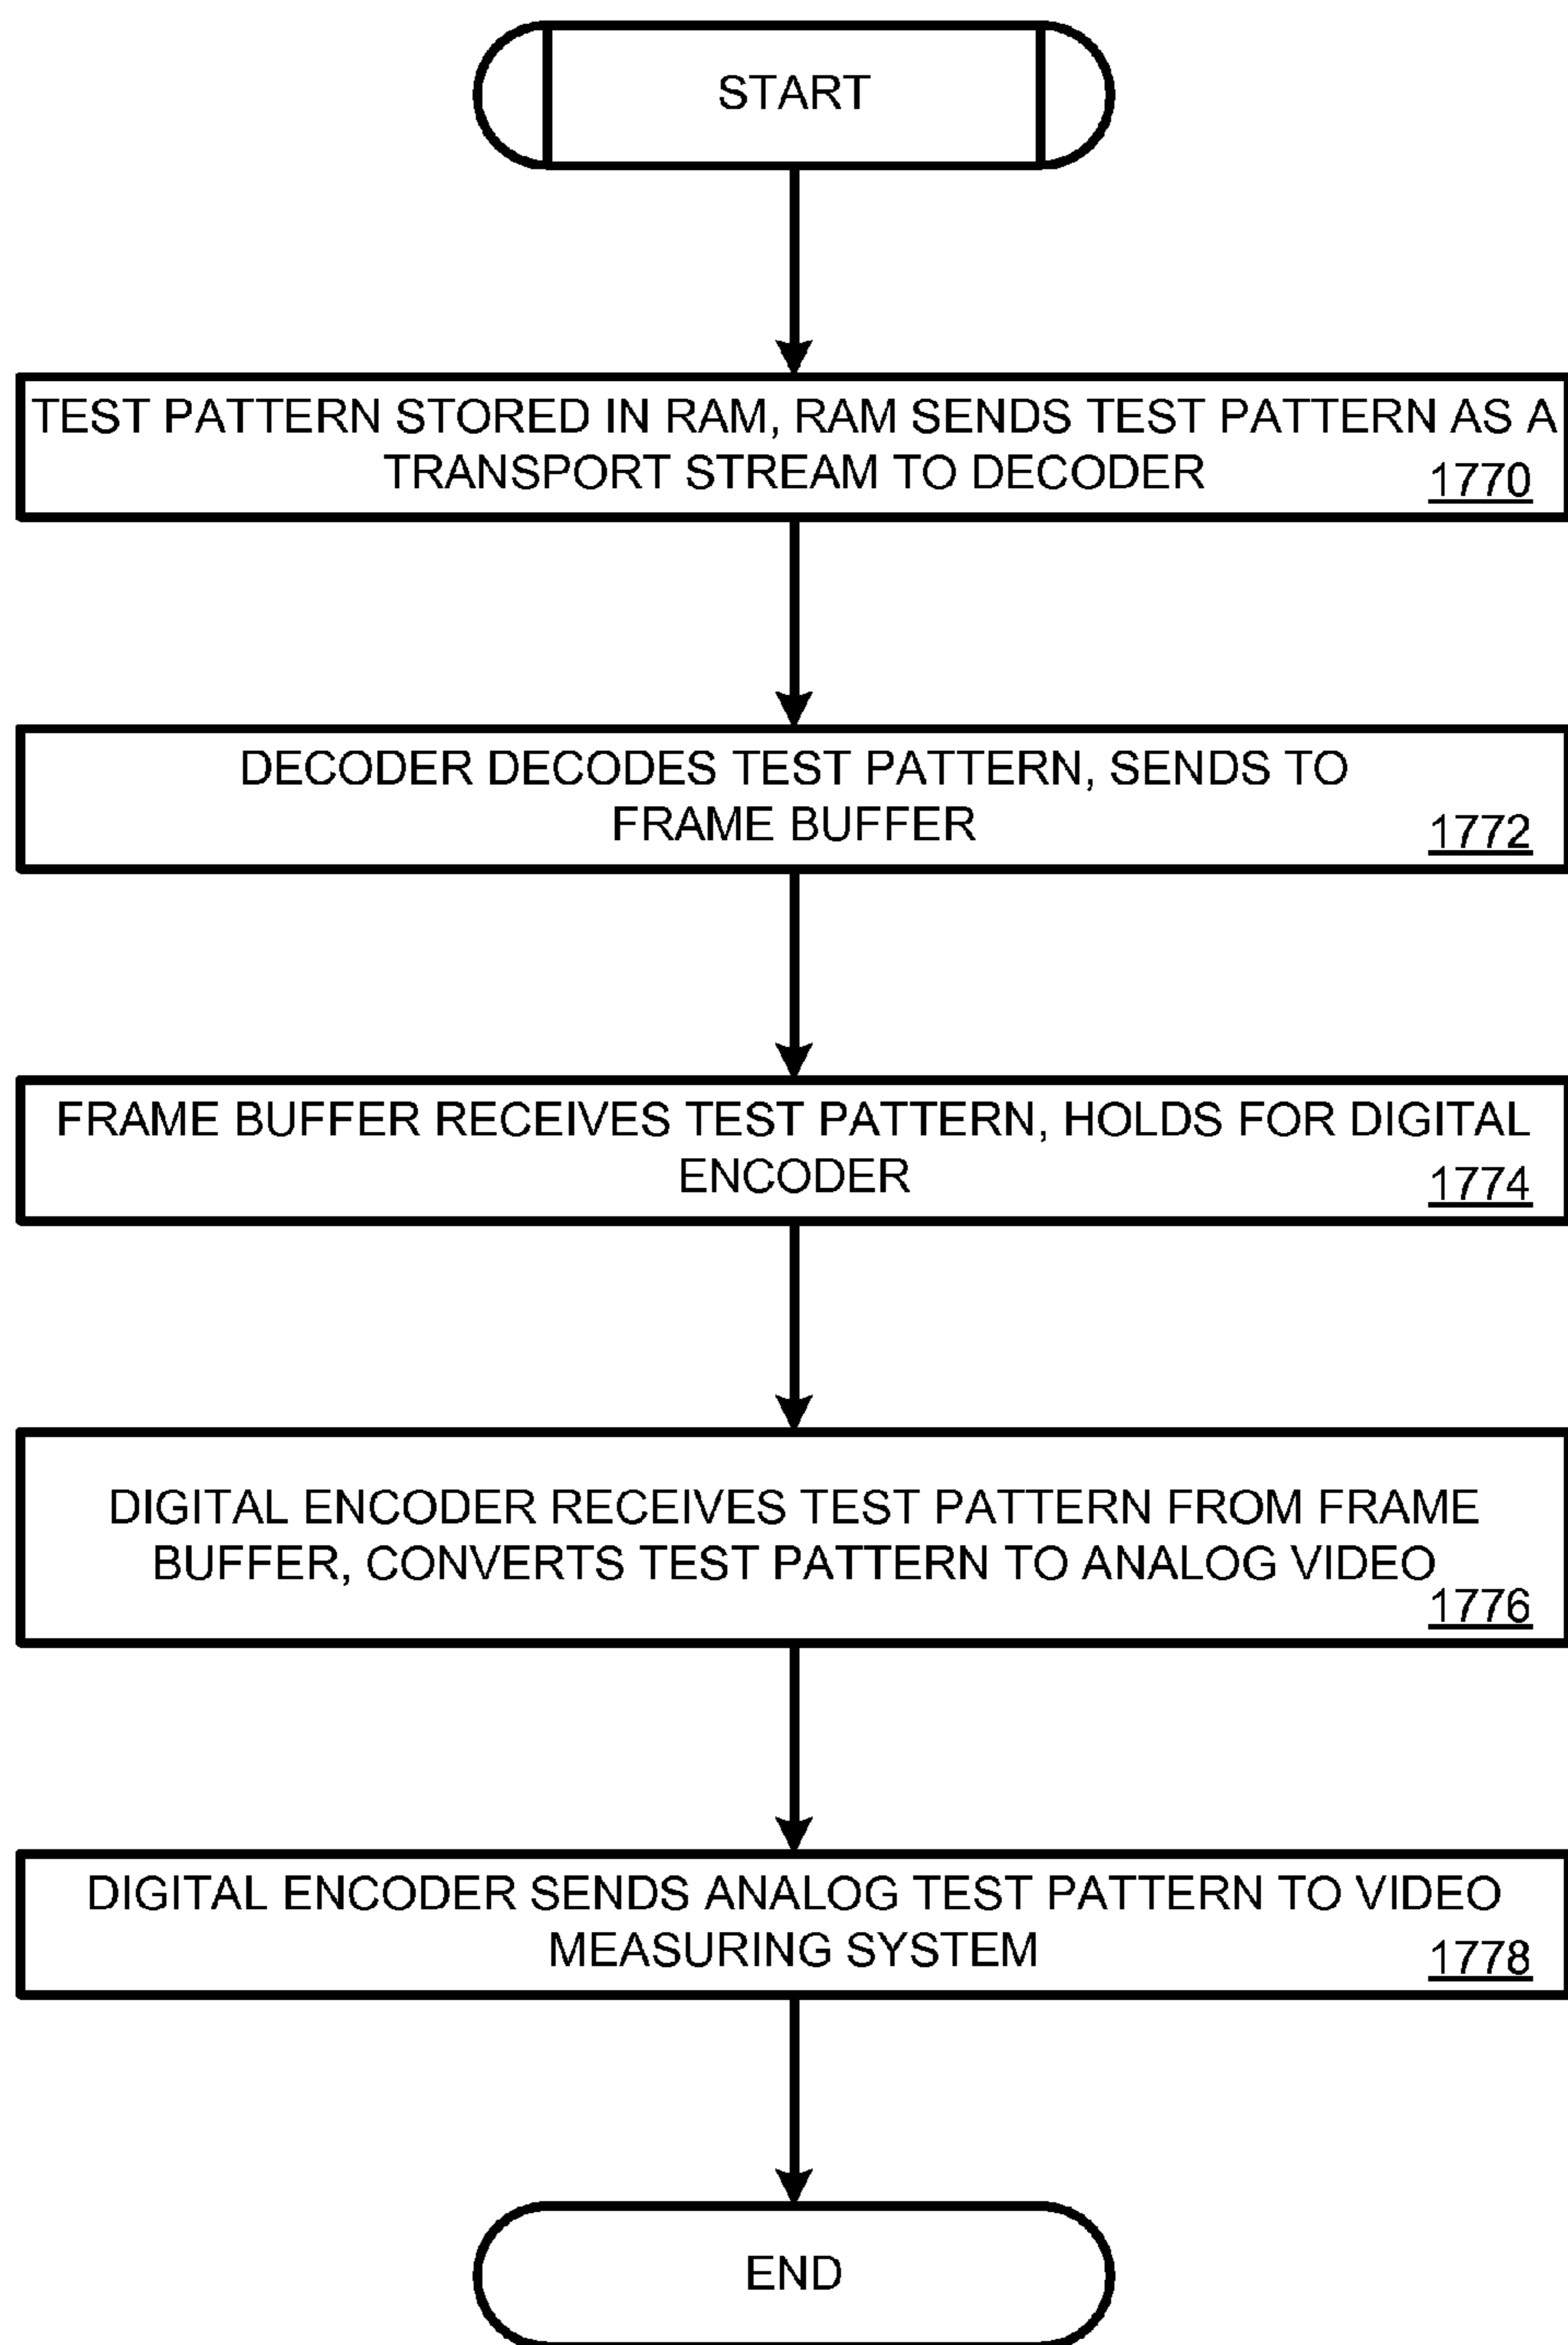 START
TEST PATTERN STORED IN RAM, RAM SENDS TEST PATTERN AS A
TRANSPORT STREAM TO DECODER
1770
DECODER DECODES TEST PATTERN, SENDS TO
FRAME BUFFER
1772
FRAME BUFFER RECEIVES TEST PATTERN, HOLDS FOR DIGITAL
ENCODER
1774
DIGITAL ENCODER RECEIVES TEST PATTERN FROM FRAME
BUFFER, CONVERTS TEST PATTERN TO ANALOG VIDEO
1776
DIGITAL ENCODER SENDS ANALOG TEST PATTERN TO VIDEO
MEASURING SYSTEM
1778
END